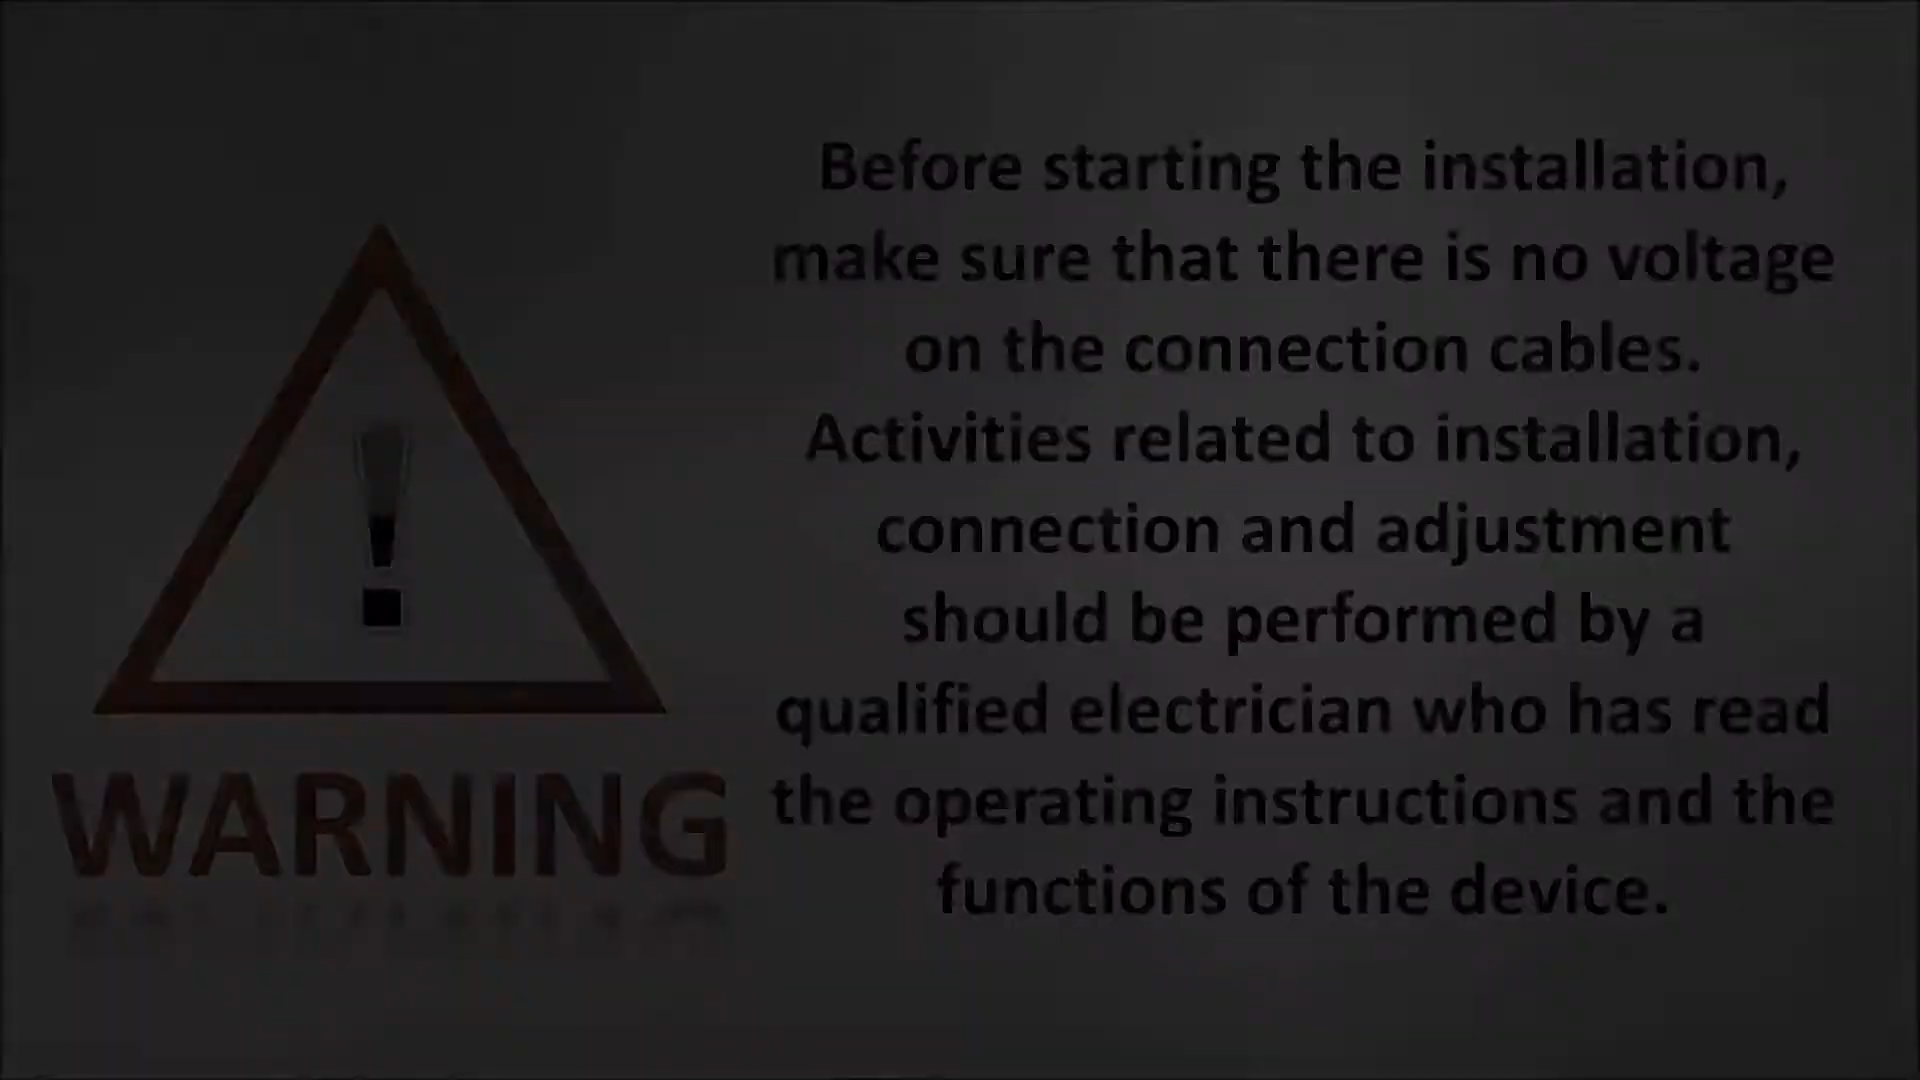 Before starting the installation,
make sure that there is no voltage
on the connection cables.
Activities related to installation,
connection and adjustment
should be performed by a
qualified electrician who has read
the operating instructions and the
functions of the device.
!
WARNING